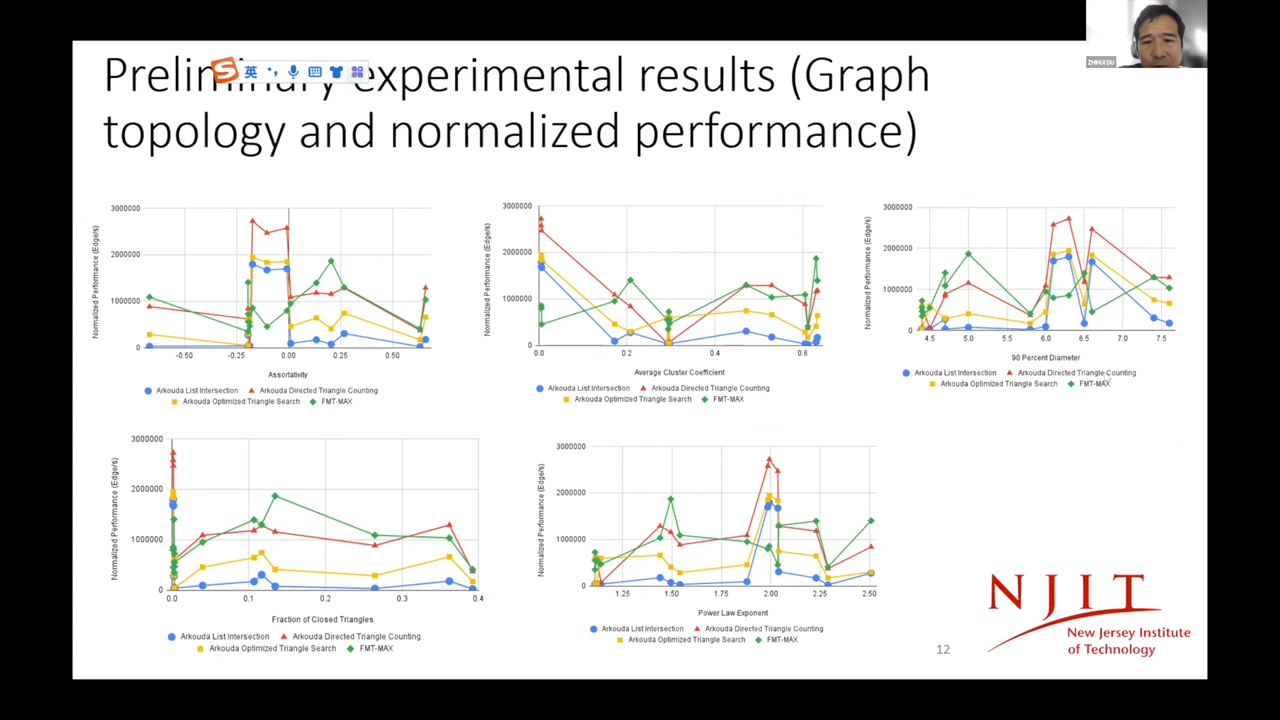 ZHIHUI DU
英
Preliminary experimental results (Graph
topology and normalized performance)
3000000
2000000
1000000
0
Normalized Performance (Edge/s)
-0.50
-0.25
0.00
0.25
0.50
Assortativity
Arkouda List Intersection
Arkouda Directed Triangle Counting
Arkouda Optimized Triangle Search
FMT-MAX
3000000
2000000
1000000
0
Normalized Performance (Edge/s)
0.0
0.2
0.4
0.6
Average Cluster Coefficient
Arkouda List Intersection
Arkouda Directed Triangle Counting
Arkouda Optimized Triangle Search
FMT-MAX
3000000
2000000
1000000
0
Normalized Performance (Edge/s)
4.5
5.0
5.5
6.0
6.5
7.0
7.5
90 Percent Diameter
Arkouda List Intersection
Arkouda Directed Triangle Counting
Arkouda Optimized Triangle Search
FMT-MAX
3000000
2000000
1000000
0
Normalized Performance (Edge/s)
0.0
0.1
0.2
0.3
0.4
Fraction of Closed Triangles
Arkouda List Intersection
Arkouda Directed Triangle Counting
Arkouda Optimized Triangle Search
FMT-MAX
3000000
2000000
1000000
0
Normalized Performance (Edge/s)
1.25
1.50
1.75
2.00
2.25
2.50
Power Law Exponent
Arkouda List Intersection
Arkouda Directed Triangle Counting
Arkouda Optimized Triangle Search
FMT-MAX
NJIT
New Jersey Institute
of Technology
12